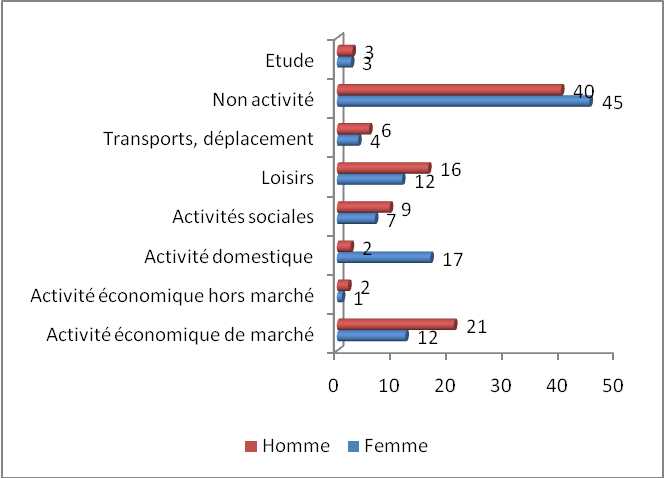 Etude 3 3
Non activité 40 45
Transports, déplacement 6 4
Loisirs 16 12
Activités sociales 9 7
Activité domestique 2 17
Activité économique hors marché 2 1
Activité économique de marché 21 12
0 10 20 30 40 50
Homme Femme